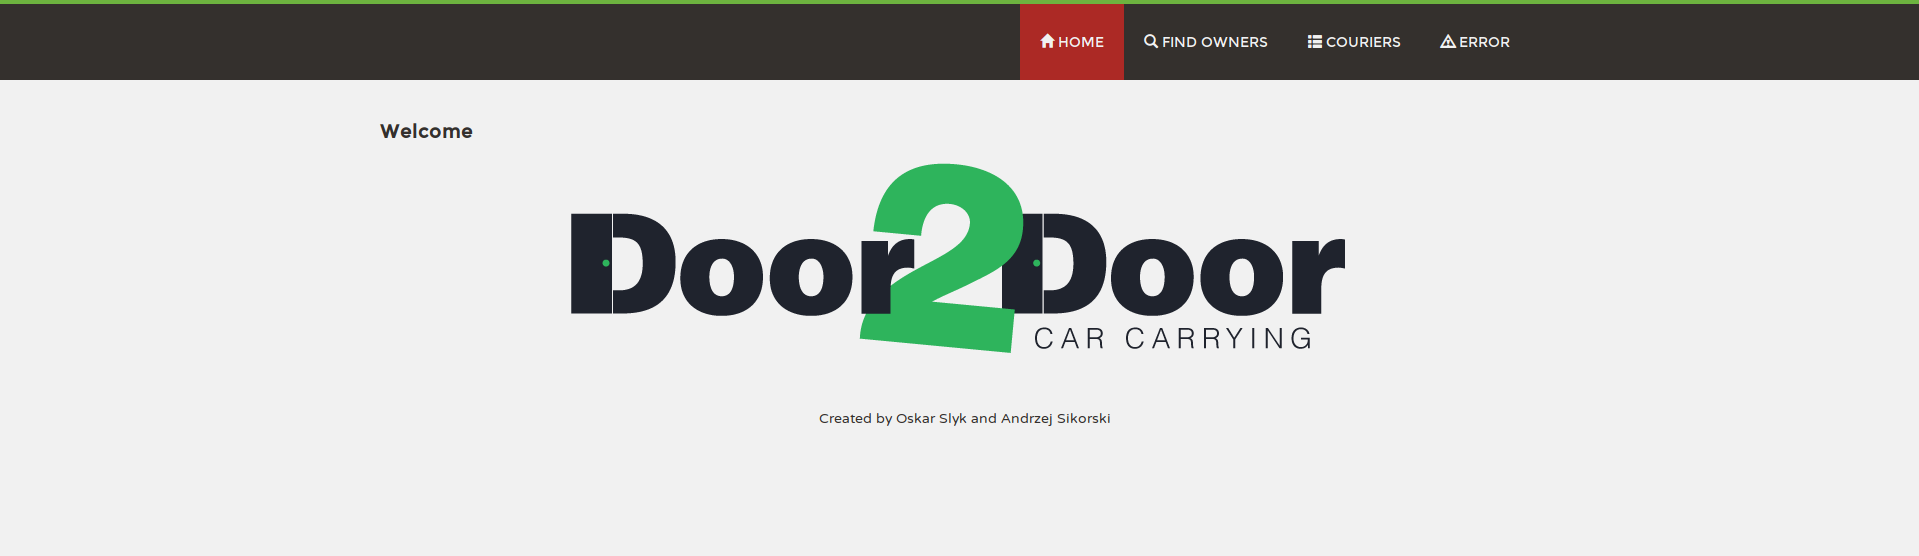 HOME FIND OWNERS COURIERS ERROR
Welcome
Door2Door
CAR CARRYING
Created by Oskar Slyk and Andrzej Sikorski